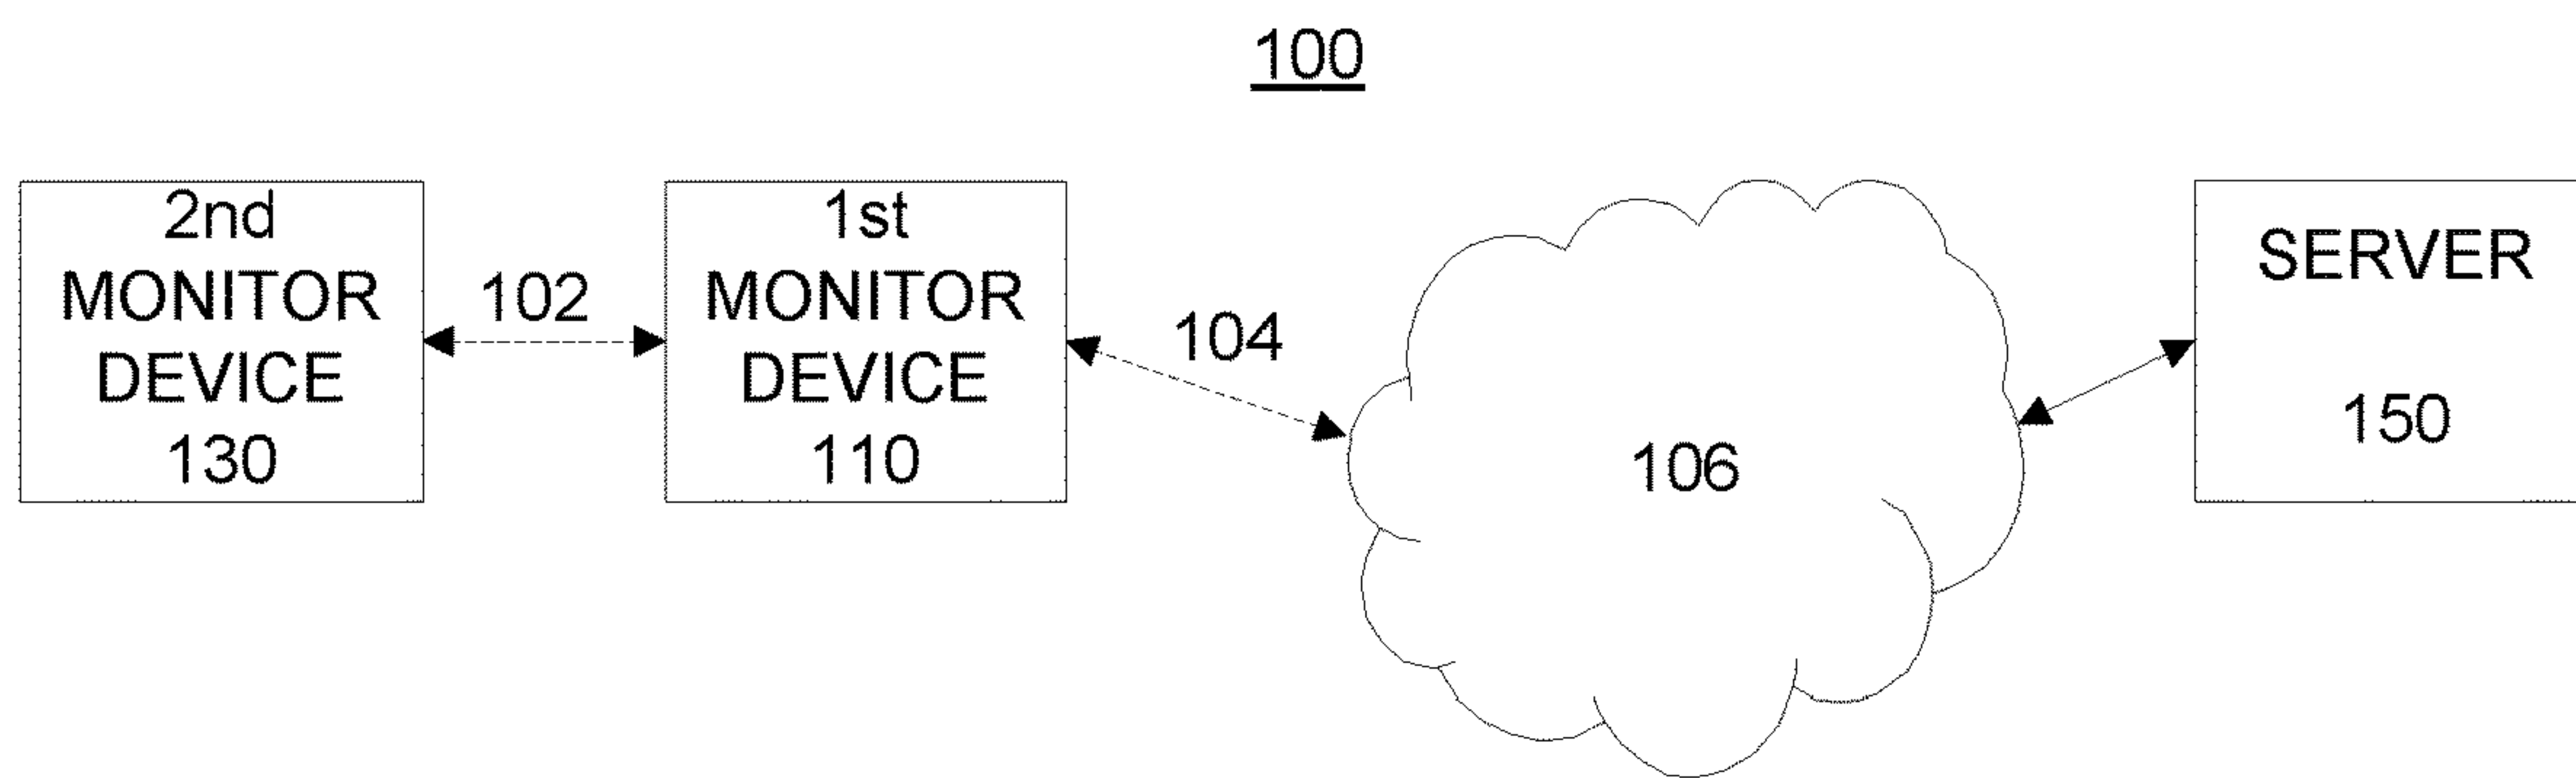 100
2nd
MONITOR
DEVICE
130
102
1st
MONITOR
DEVICE
110
104
106
SERVER
150